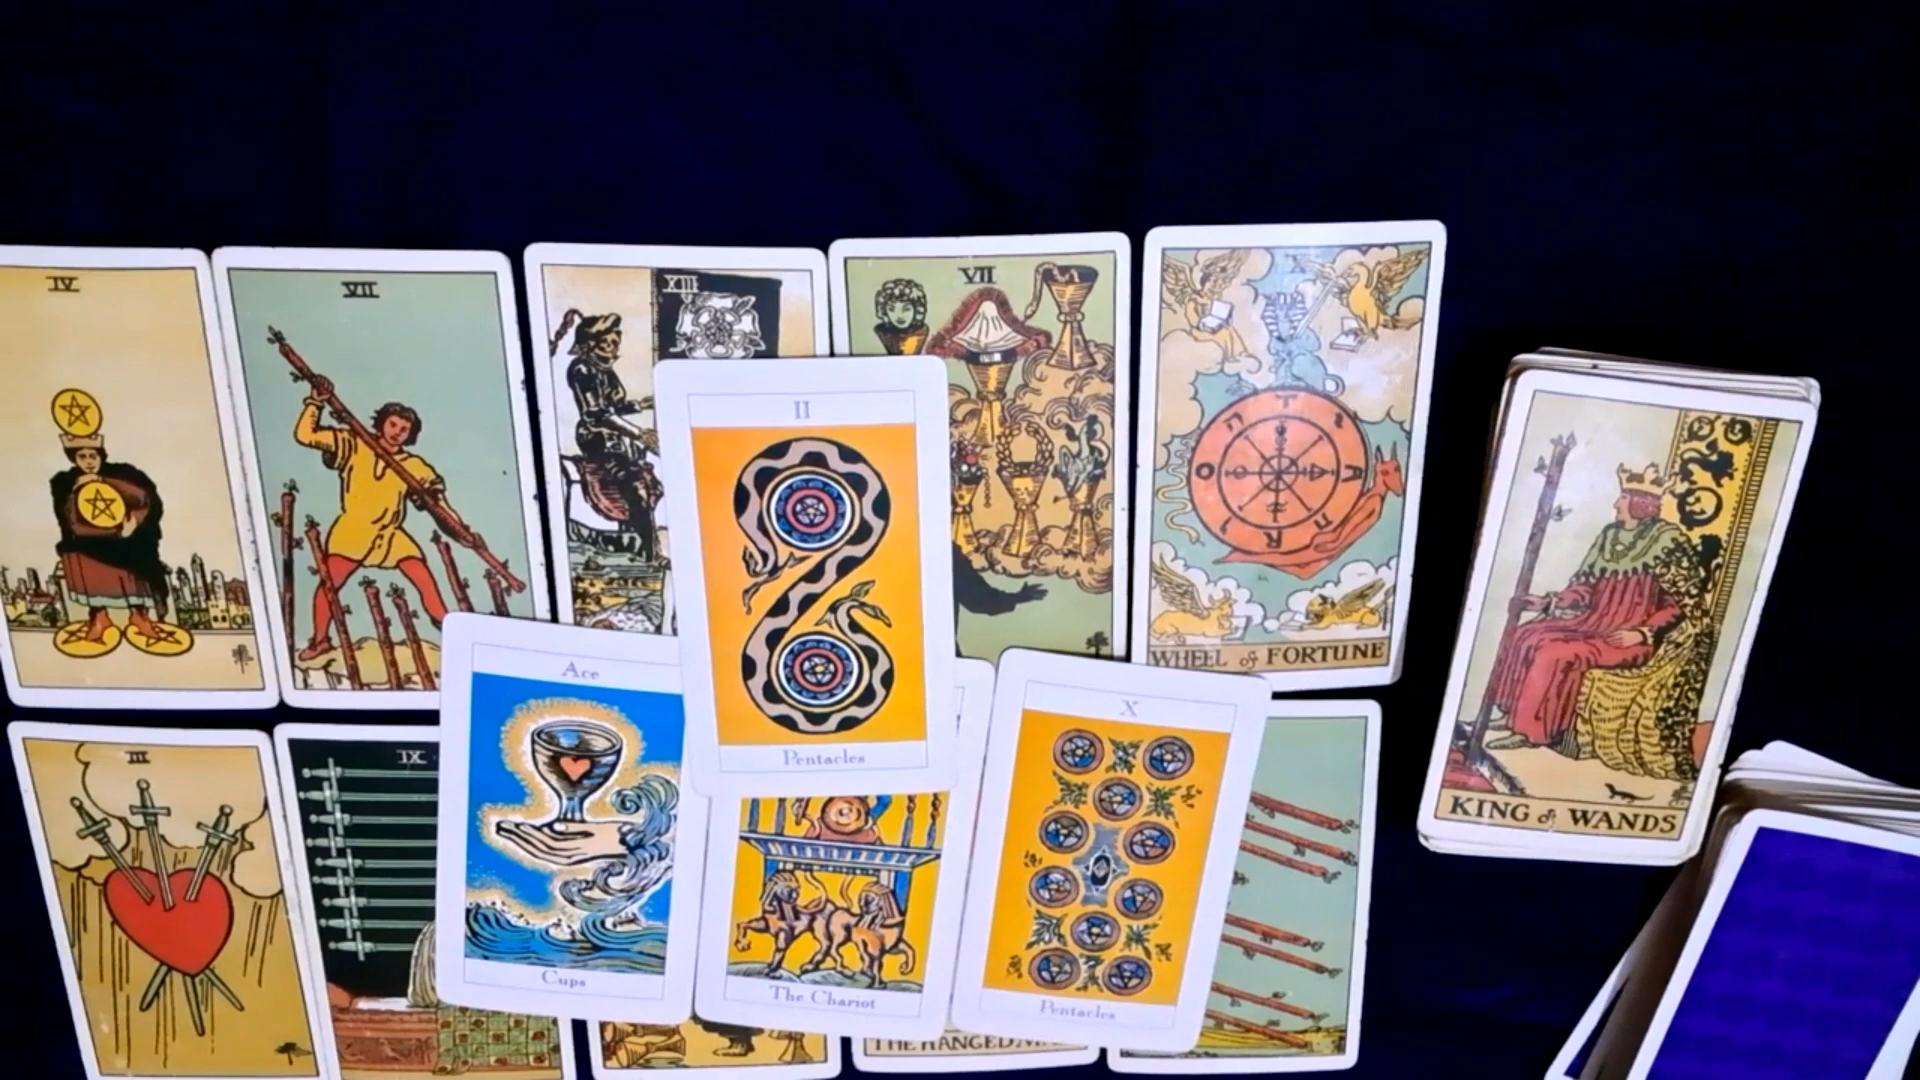 IV
VII
XIII
VII
X
WHEEL of FORTUNE
II
Pentacles
KING of WANDS
III
IX
Ace
Cups
The Chariot
X
Pentacles